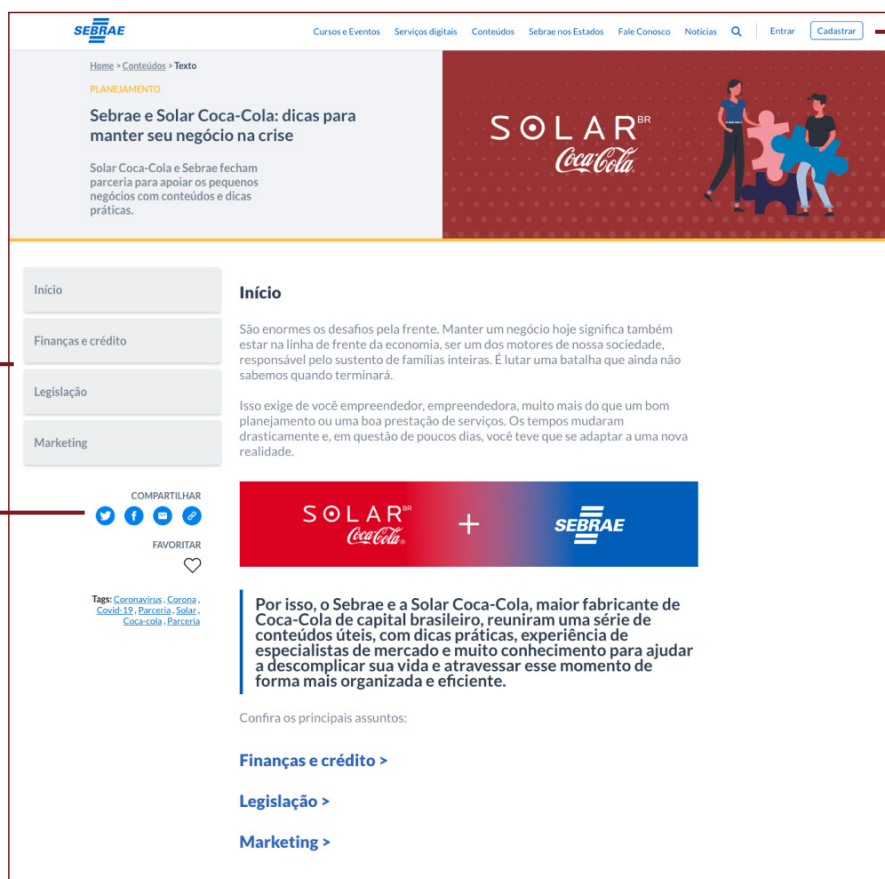 SEBRAE
Cursos e Eventos Serviços digitais Conteúdos Sebrae nos Estados Fale Conosco Notícias Entrar Cadastrar
Home > Conteúdos > Texto
PLANEJAMENTO
Sebrae e Solar Coca-Cola: dicas para
manter seu negócio na crise
Solar Coca-Cola e Sebrae fecham
parceria para apoiar os pequenos
negócios com conteúdos e dicas
práticas.
SOLAR BR
Coca-Cola
Início
Finanças e crédito
Legislação
Marketing
COMPARTILHAR
FAVORITAR
Tags: Coronavírus , Corona ,
Covid-19 , Parceria , Solar ,
Coca-cola , Parceria
Início
São enormes os desafios pela frente. Manter um negócio hoje significa também
estar na linha de frente da economia, ser um dos motores de nossa sociedade,
responsável pelo sustento de famílias inteiras. É lutar uma batalha que ainda não
sabemos quando terminará.
Isso exige de você empreendedor, empreendedora, muito mais do que um bom
planejamento ou uma boa prestação de serviços. Os tempos mudaram
drasticamente e, em questão de poucos dias, você teve que se adaptar a uma nova
realidade.
SOLAR BR
Coca-Cola
+
SEBRAE
Por isso, o Sebrae e a Solar Coca-Cola, maior fabricante de
Coca-Cola de capital brasileiro, reuniram uma série de
conteúdos úteis, com dicas práticas, experiência de
especialistas de mercado e muito conhecimento para ajudar
a descomplicar sua vida e atravessar esse momento de
forma mais organizada e eficiente.
Confira os principais assuntos:
Finanças e crédito >
Legislação >
Marketing >